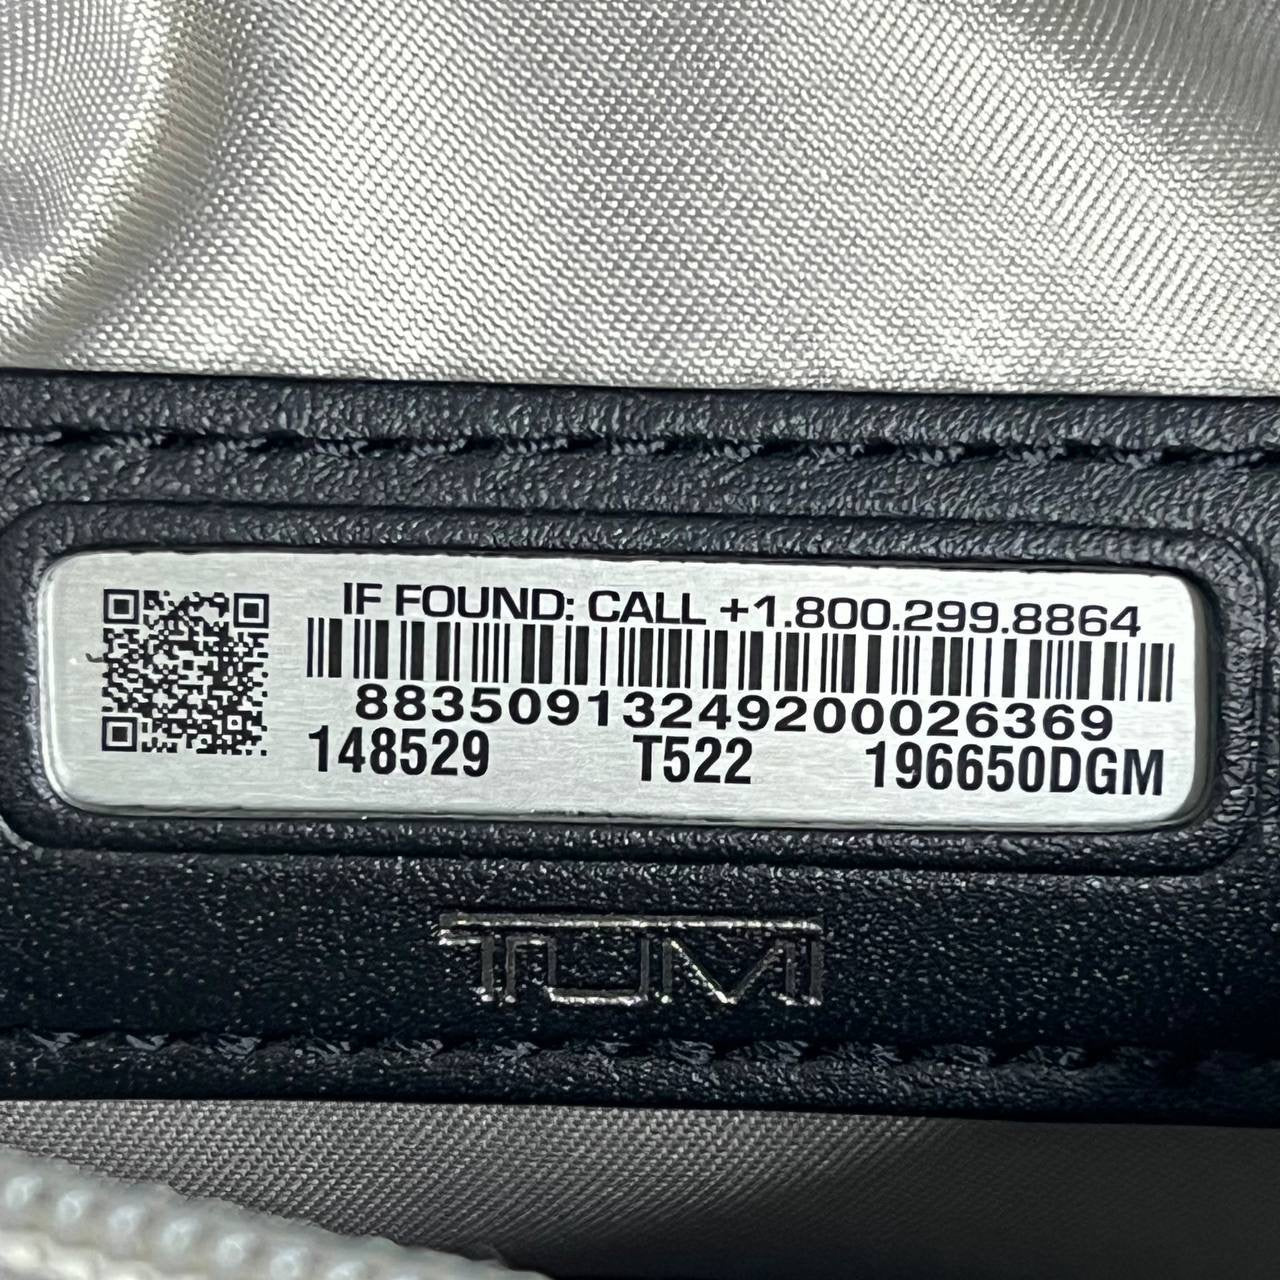 IF FOUND: CALL +1.800.299.8864
88350913249200026369
148529 T522 196650DGM
TUMI